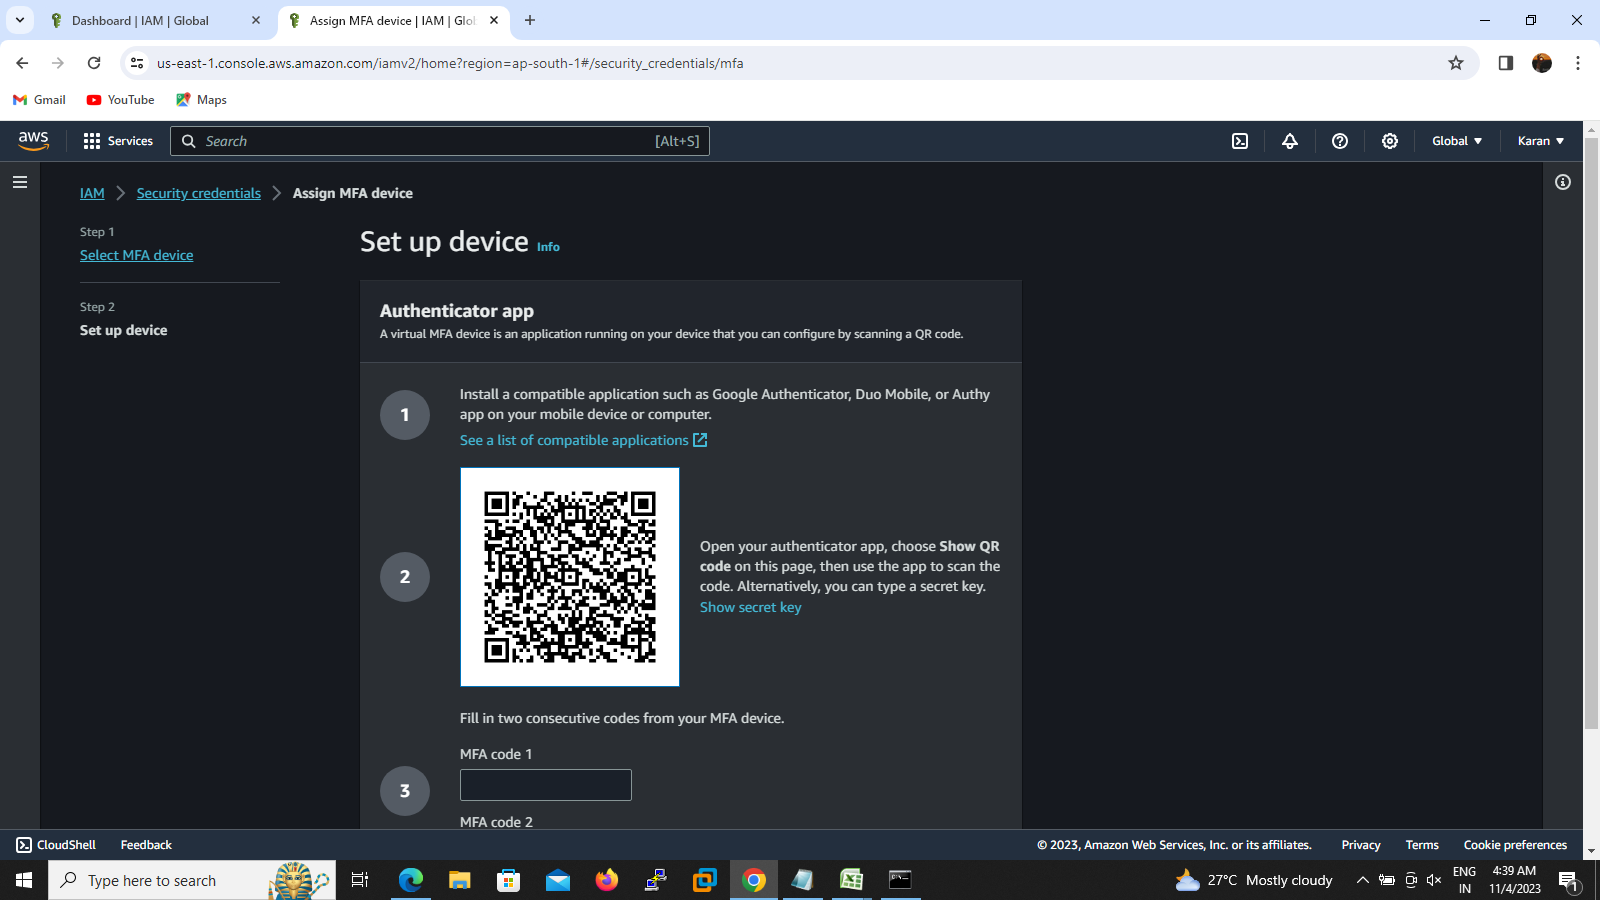 Dashboard | IAM | Global
Assign MFA device | IAM | Glo
us-east-1.console.aws.amazon.com/iamv2/home?region=ap-south-1#/security_credentials/mfa
Gmail
YouTube
Maps
aws
Services
Search
[Alt+S]
Global
Karan
IAM
Security credentials
Assign MFA device
Step 1
Select MFA device
Step 2
Set up device
Set up device Info
Authenticator app
A virtual MFA device is an application running on your device that you can configure by scanning a QR code.
1
Install a compatible application such as Google Authenticator, Duo Mobile, or Authy
app on your mobile device or computer.
See a list of compatible applications
2
Open your authenticator app, choose Show QR
code on this page, then use the app to scan the
code. Alternatively, you can type a secret key.
Show secret key
Fill in two consecutive codes from your MFA device.
MFA code 1
3
MFA code 2
CloudShell
Feedback
© 2023, Amazon Web Services, Inc. or its affiliates.
Privacy
Terms
Cookie preferences
Type here to search
27°C Mostly cloudy
ENG
IN
4:39 AM
11/4/2023
1